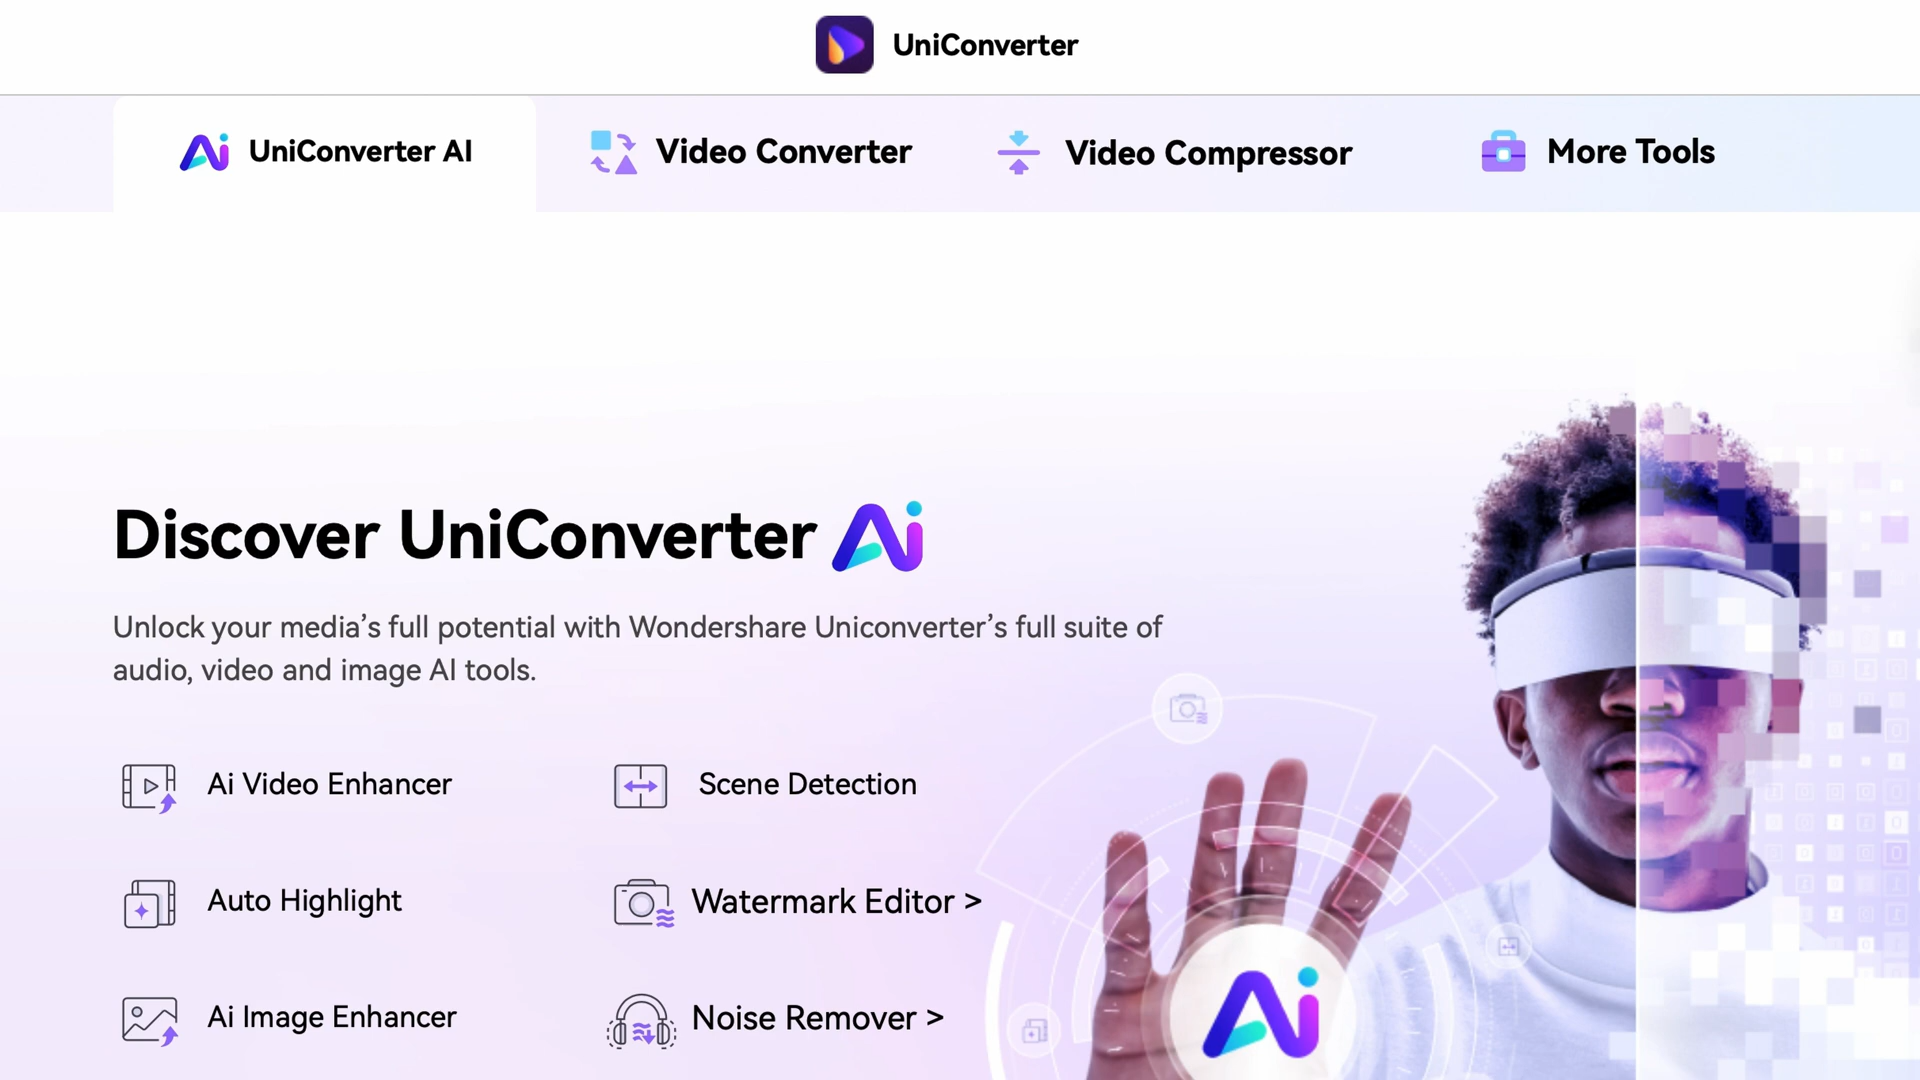 UniConverter
UniConverter AI
Video Converter
Video Compressor
More Tools
Discover UniConverter Ai
Unlock your media’s full potential with Wondershare Uniconverter’s full suite of
audio, video and image AI tools.
Ai Video Enhancer
Scene Detection
Auto Highlight
Watermark Editor >
Ai Image Enhancer
Noise Remover >
Ai